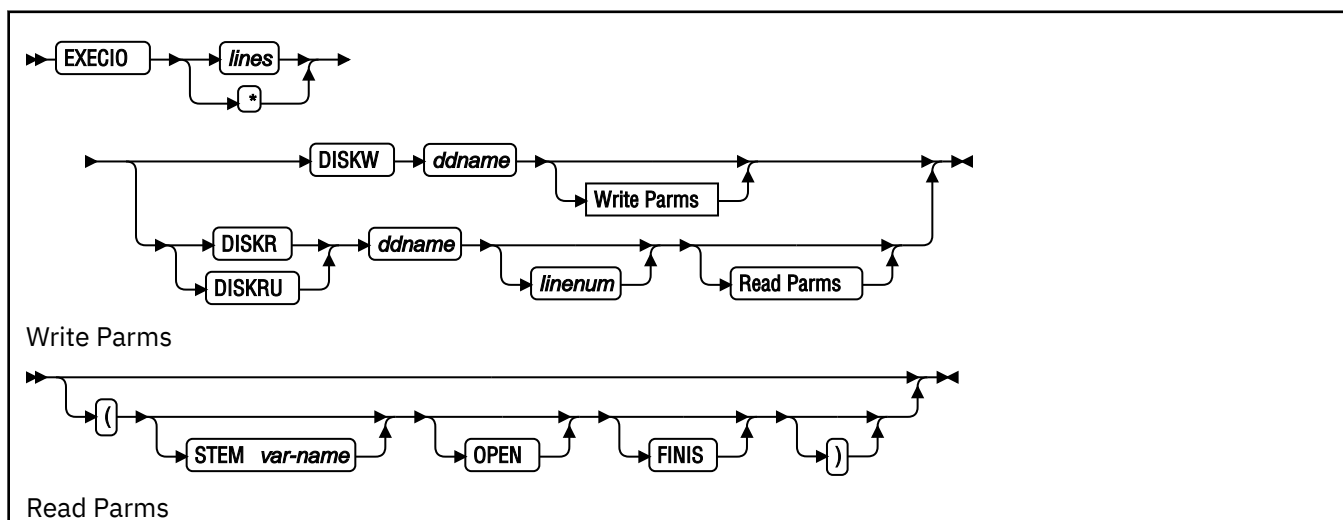 EXECIO lines
*
DISKW ddname
Write Parms
DISKR ddname
DISKRU linenum Read Parms
Write Parms
(
STEM var-name OPEN FINIS )
Read Parms